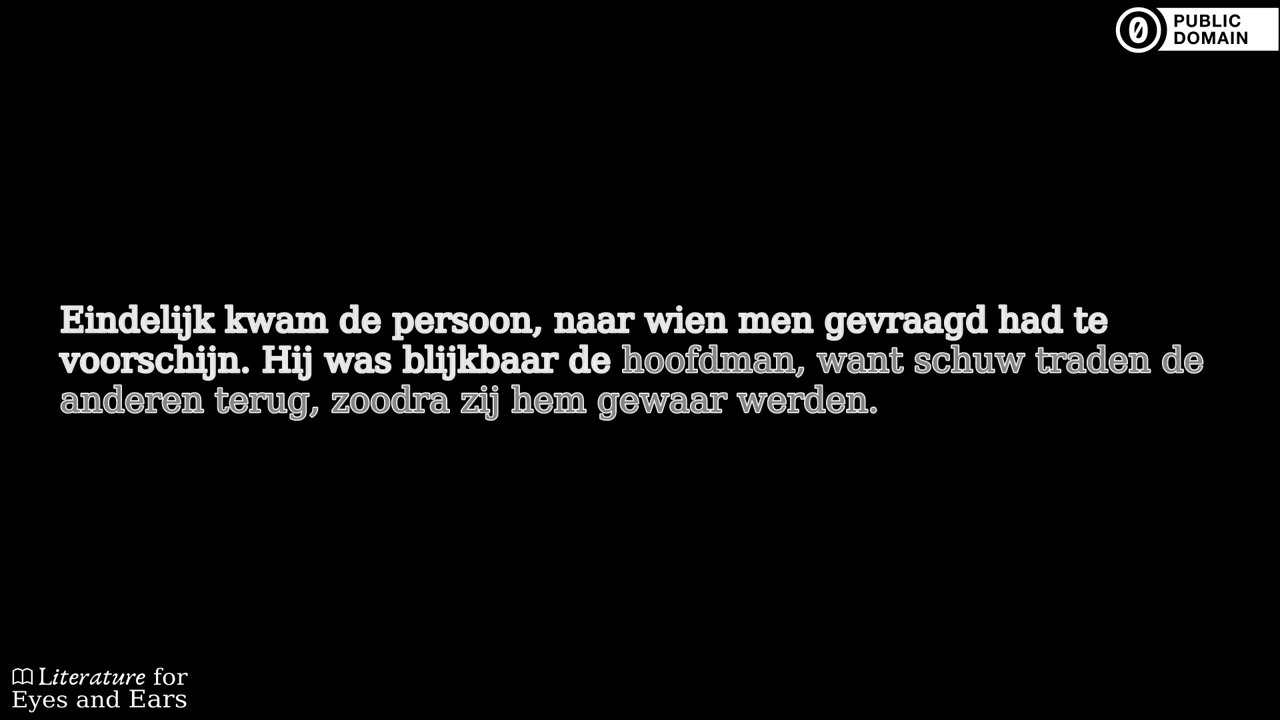 PUBLIC
DOMAIN
Eindelijk kwam de persoon, naar wien men gevraagd had te
voorschijn. Hij was blijkbaar de hoofdman, want schuw traden de
anderen terug, zoodra zij hem gewaar werden.
Literature for
Eyes and Ears